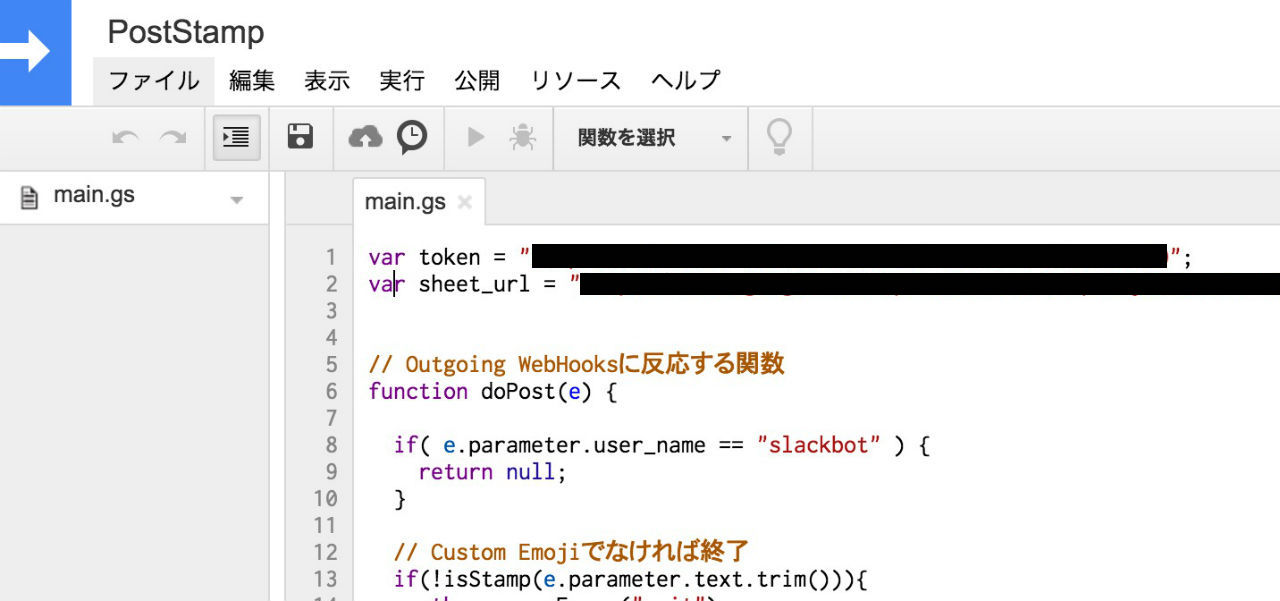 PostStamp
ファイル 編集 表示 実行 公開 リソース ヘルプ
関数を選択
main.gs
main.gs
1 var token = " ";
2 var sheet_url = "
3
4
5 // Outgoing WebHooksに反応する関数
6 function doPost(e) {
7
8 if( e.parameter.user_name == "slackbot" ) {
9 return null;
10 }
11
12 // Custom Emojiでなければ終了
13 if(!isStamp(e.parameter.text.trim())){